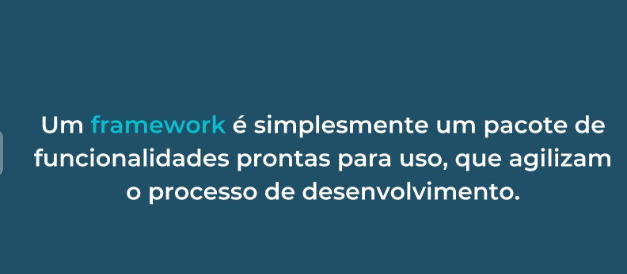 Um framework é simplesmente um pacote de
funcionalidades prontas para uso, que agilizam
o processo de desenvolvimento.